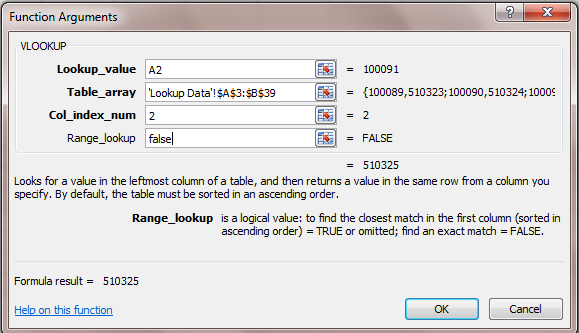 Function Arguments
VLOOKUP
Lookup_value A2 = 100091
Table_array 'Lookup Data'!$A$3:$B$39 = {100089,510323;100090,510324;10009
Col_index_num 2 = 2
Range_lookup false = FALSE
= 510325
Looks for a value in the leftmost column of a table, and then returns a value in the same row from a column you
specify. By default, the table must be sorted in an ascending order.
Range_lookup is a logical value: to find the closest match in the first column (sorted in
ascending order) = TRUE or omitted; find an exact match = FALSE.
Formula result = 510325
Help on this function OK Cancel